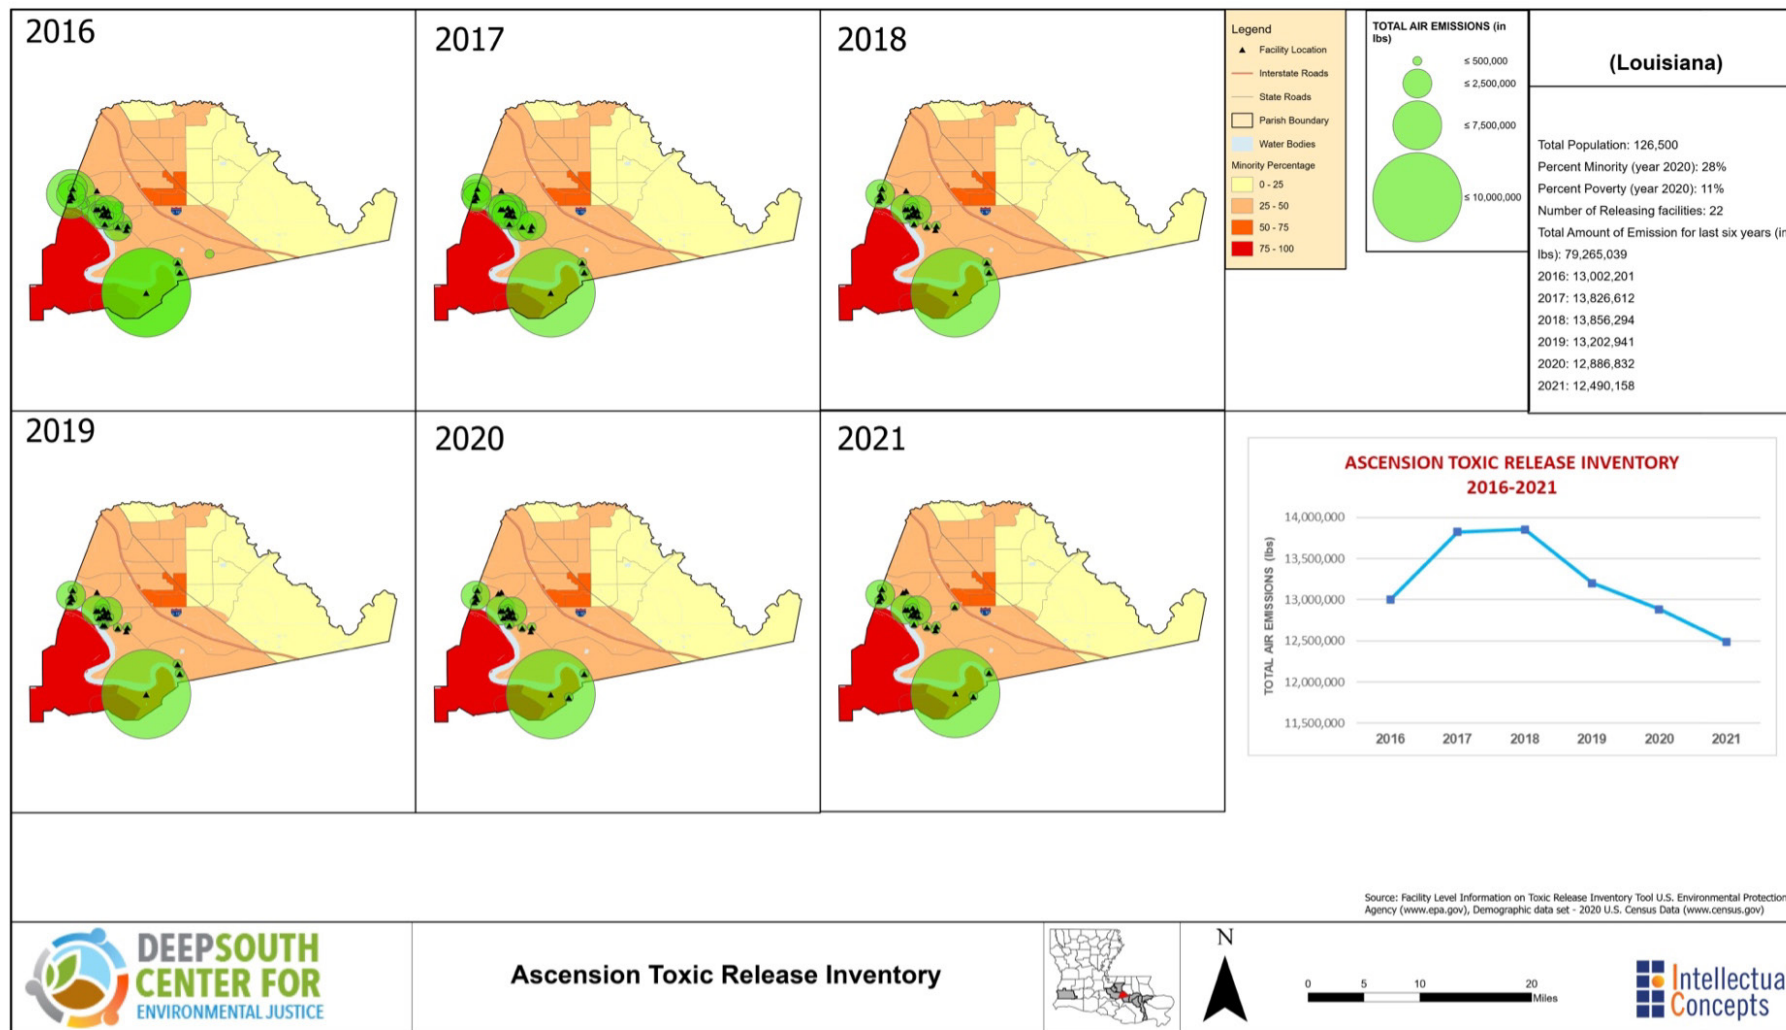 2016
2017
2018
Legend
Facility Location
Interstate Roads
State Roads
Parish Boundary
Water Bodies
Minority Percentage
0 - 25
25 - 50
50 - 75
75 - 100
TOTAL AIR EMISSIONS (in
lbs)
≤ 500,000
≤ 2,500,000
≤ 7,500,000
≤ 10,000,000
(Louisiana)
Total Population: 126,500
Percent Minority (year 2020): 28%
Percent Poverty (year 2020): 11%
Number of Releasing facilities: 22
Total Amount of Emission for last six years (in
lbs): 79,265,039
2016: 13,002,201
2017: 13,826,612
2018: 13,856,294
2019: 13,202,941
2020: 12,886,832
2021: 12,490,158
2019
2020
2021
ASCENSION TOXIC RELEASE INVENTORY
2016-2021
TOTAL AIR EMISSIONS (lbs)
14,000,000
13,500,000
13,000,000
12,500,000
12,000,000
11,500,000
2016 2017 2018 2019 2020 2021
Source: Facility Level Information on Toxic Release Inventory Tool U.S. Environmental Protection
Agency (www.epa.gov), Demographic data set - 2020 U.S. Census Data (www.census.gov)
DEEPSOUTH
CENTER FOR
ENVIRONMENTAL JUSTICE
Ascension Toxic Release Inventory
N
0 5 10 20
Miles
Intellectua
Concepts